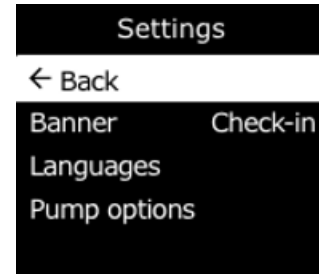 Settings
← Back
Banner Check-in
Languages
Pump options